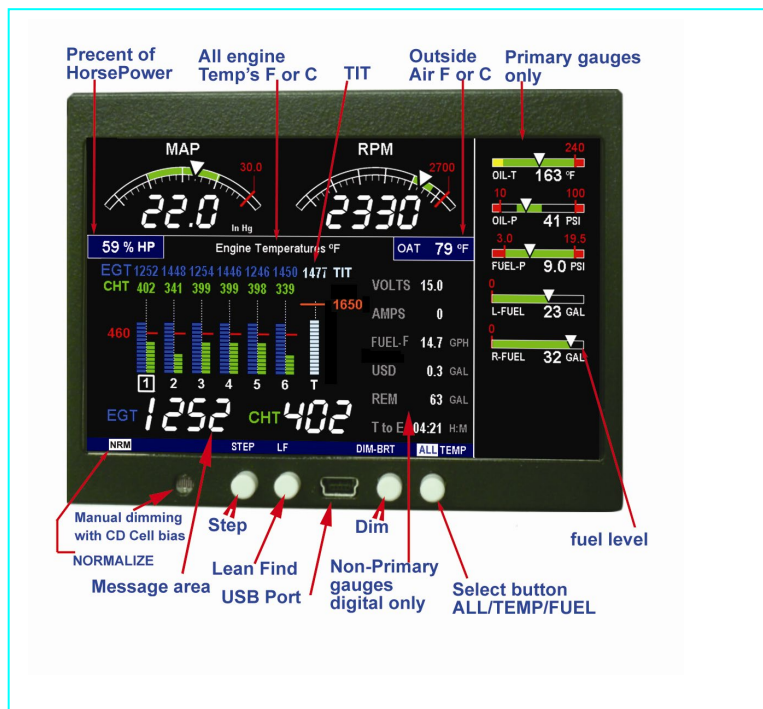 Precent of
HorsePower
All engine
Temp's F or C
TIT
Outside
Air F or C
Primary gauges
only
MAP
30.0
22.0
In Hg
RPM
2700
2330
240
OIL-T 163 ºF
10 100
OIL-P 41 PSI
3.0 19.5
FUEL-P 9.0 PSI
0
L-FUEL 23 GAL
0
R-FUEL 32 GAL
59 % HP
Engine Temperatures ºF
OAT 79 ºF
EGT 1252 1448 1254 1446 1246 1450 1477 TIT
CHT 402 341 399 399 398 339
1650
460
1 2 3 4 5 6 T
VOLTS 15.0
AMPS 0
FUEL-F 14.7 GPH
USD 0.3 GAL
REM 63 GAL
T to E 04:21 H:M
EGT 1252 CHT 402
NRM STEP LF DIM-BRT ALL TEMP
Manual dimming
with CD Cell bias
NORMALIZE
Message area
Step
Lean Find
USB Port
Dim
Non-Primary
gauges
digital only
Select button
ALL/TEMP/FUEL
fuel level